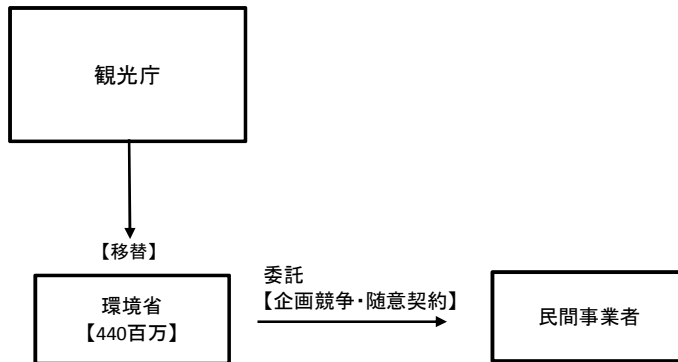 観光庁
【移替】
環境省
【440百万】
委託
【企画競争・随意契約】
民間事業者